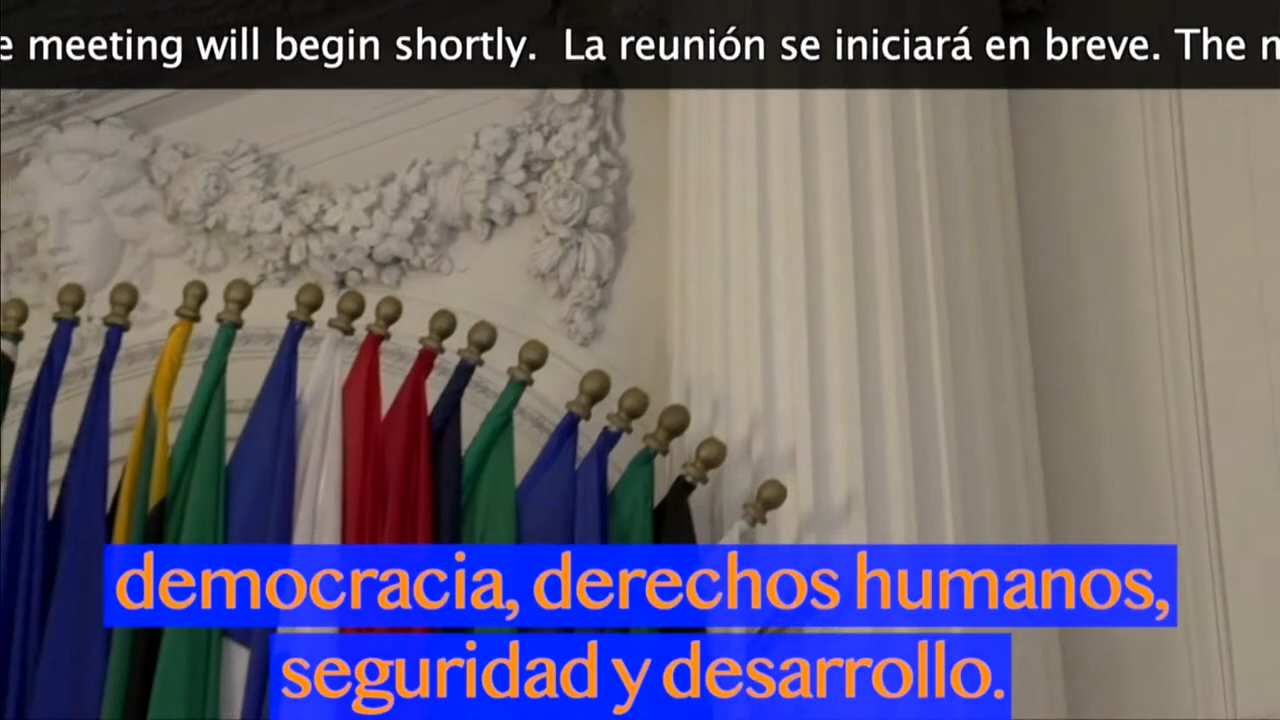 meeting will begin shortly. La reunión se iniciará en breve. The
democracia, derechos humanos,
seguridad y desarrollo.